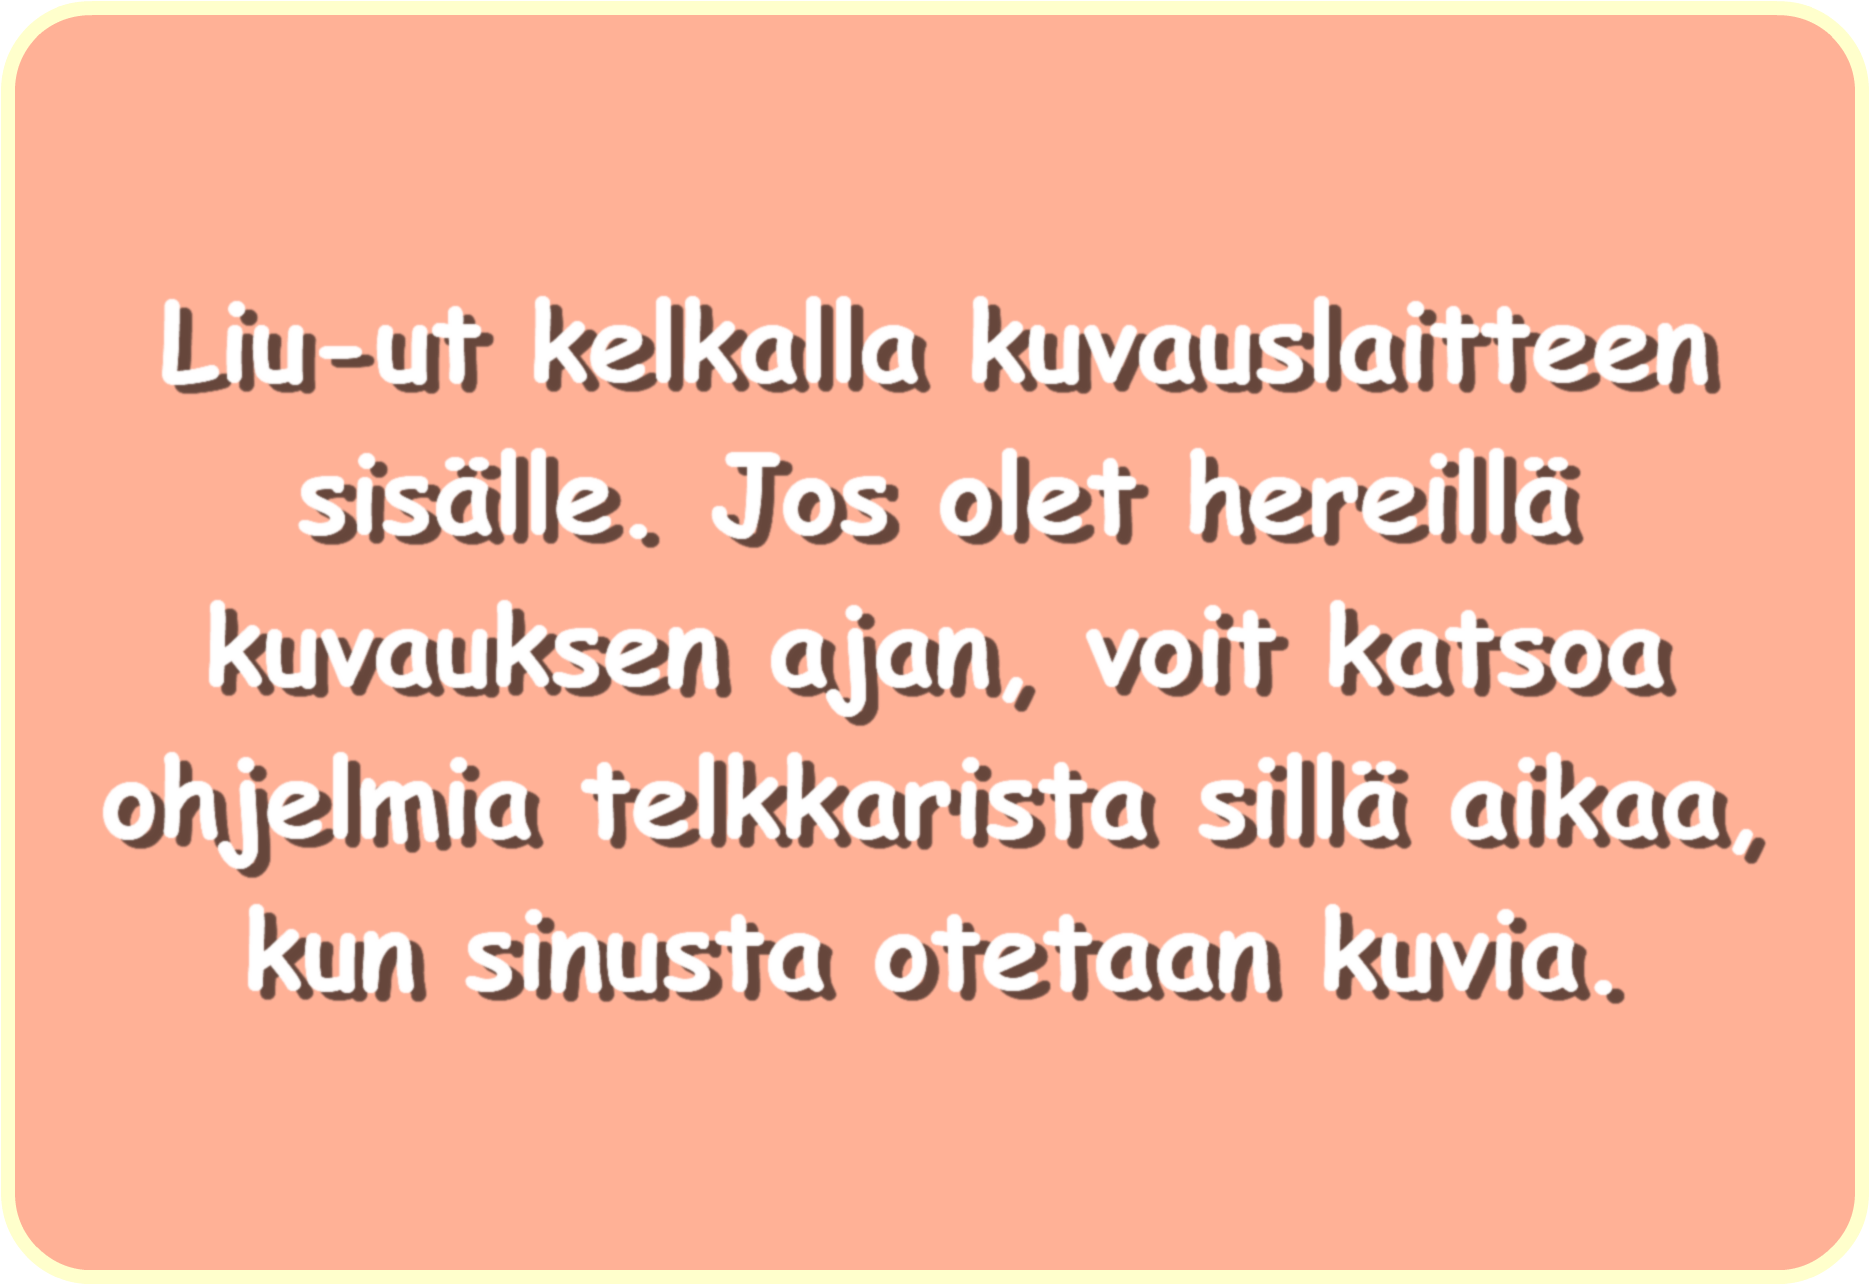 Liu-ut kelkalla kuvauslaitteen
sisälle. Jos olet hereillä
kuvauksen ajan, voit katsoa
ohjelmia telkkarista sillä aikaa,
kun sinusta otetaan kuvia.